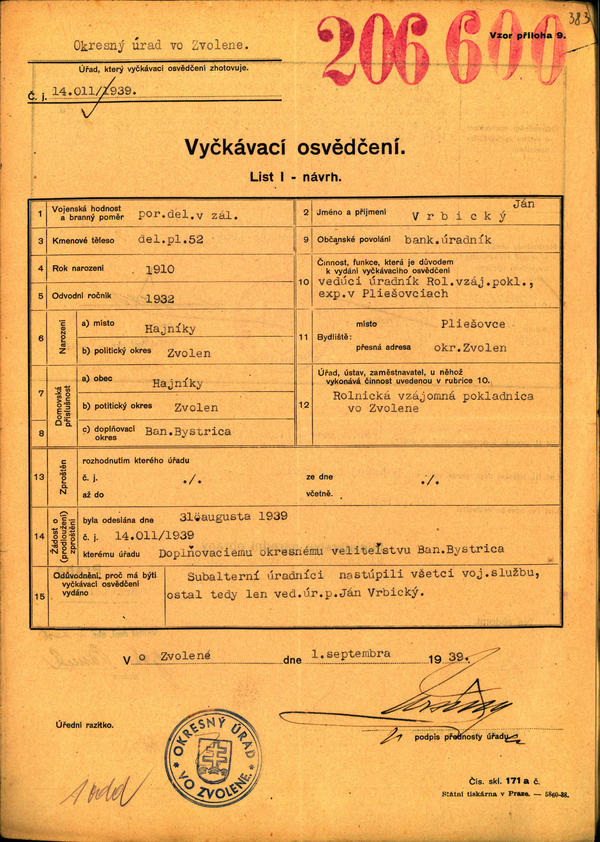 383
206600
Vzor příloha 9.
Okresný úrad vo Zvolene.
Úřad, který vyčkávací osvědčení zhotovuje.
Č. j. 14.011/1939.
Vyčkávací osvědčení.
List I - návrh.
1 Vojenská hodnost a branný poměr por.del.v zál.
2 Jméno a příjmení Ján Vrbický
3 Kmenové těleso del.pl.52
9 Občanské povolání bank.úradník
4 Rok narození 1910
10 Činnost, funkce, která je důvodem k vydání vyčkávacího osvědčení
vedúci úradník Rol.vzáj.pokl.,
exp.v Pliešovciach
5 Odvodní ročník 1932
6 Narození
a) místo Hajníky
b) politický okres Zvolen
11 Bydliště:
místo Pliešovce
přesná adresa okr.Zvolen
7 Domovská příslušnost
a) obec Hajníky
b) potitický okres Zvolen
8 c) doplňovací okres Ban.Bystrica
12 Úřad, ústav, zaměstnavatel, u něhož
vykonává činnost uvedenou v rubrice 10.
Rolnická vzájomná pokladnica
vo Zvolene
13 Zproštěn
rozhodnutím kterého úřadu
č. j. ./. ze dne ./.
až do včetně.
14 Žádost o (prodloužení) zproštění
byla odeslána dne 31. augusta 1939
č. j. 14.011/1939
kterému úřadu Doplňovaciemu okresnému veliteľstvu Ban.Bystrica
15 Odůvodnění, proč má býti
vyčkávací osvědčení
vydáno
Subalterní úradníci nastúpili všetci voj.službu,
ostal tedy len ved.úr.p.Ján Vrbický.
V o Zvolené dne 1.septembra 1939.
Úřední razítko.
podpis přednosty úřadu
OKRESNÝ ÚRAD
VO ZVOLENE.
Čís. skl. 171 a č.
Státní tiskárna v Praze. — 5860-38.